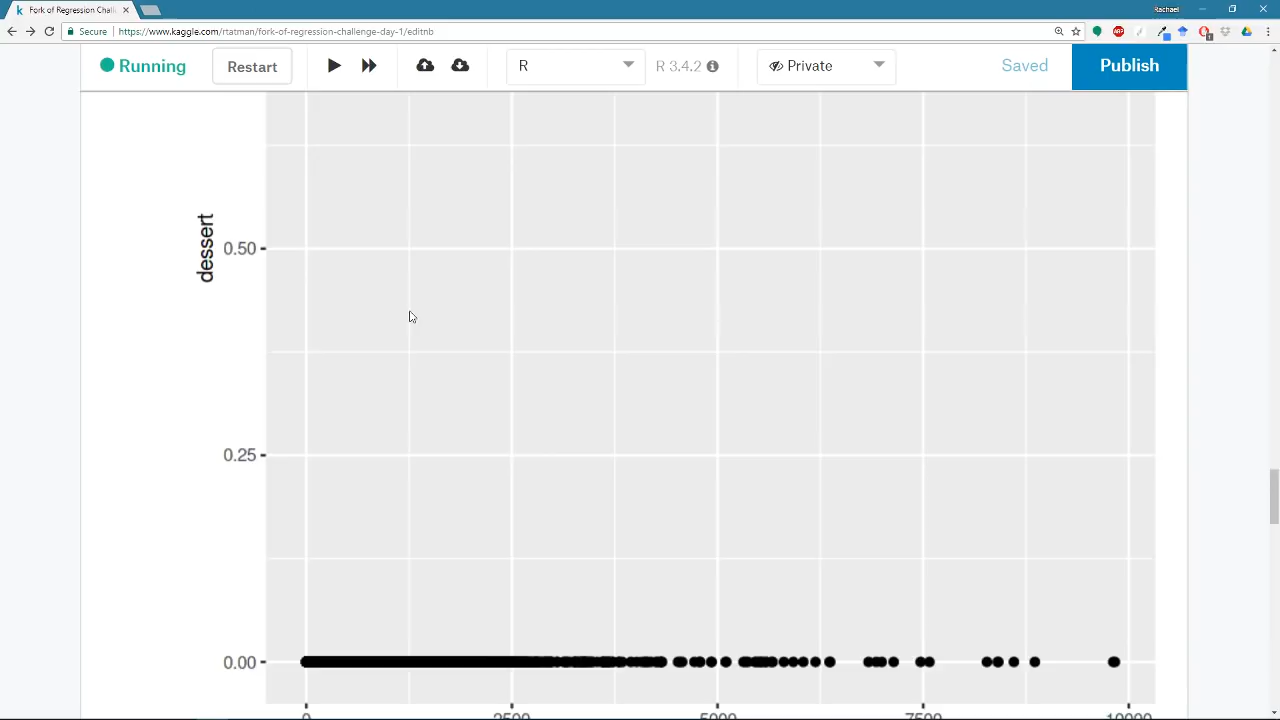 Fork of Regression Chall
Rachael
Secure https://www.kaggle.com/rtatman/fork-of-regression-challenge-day-1/editnb
Running Restart R R 3.4.2 Private Saved Publish
dessert
0.50
0.25
0.00
0 2500 5000 7500 10000